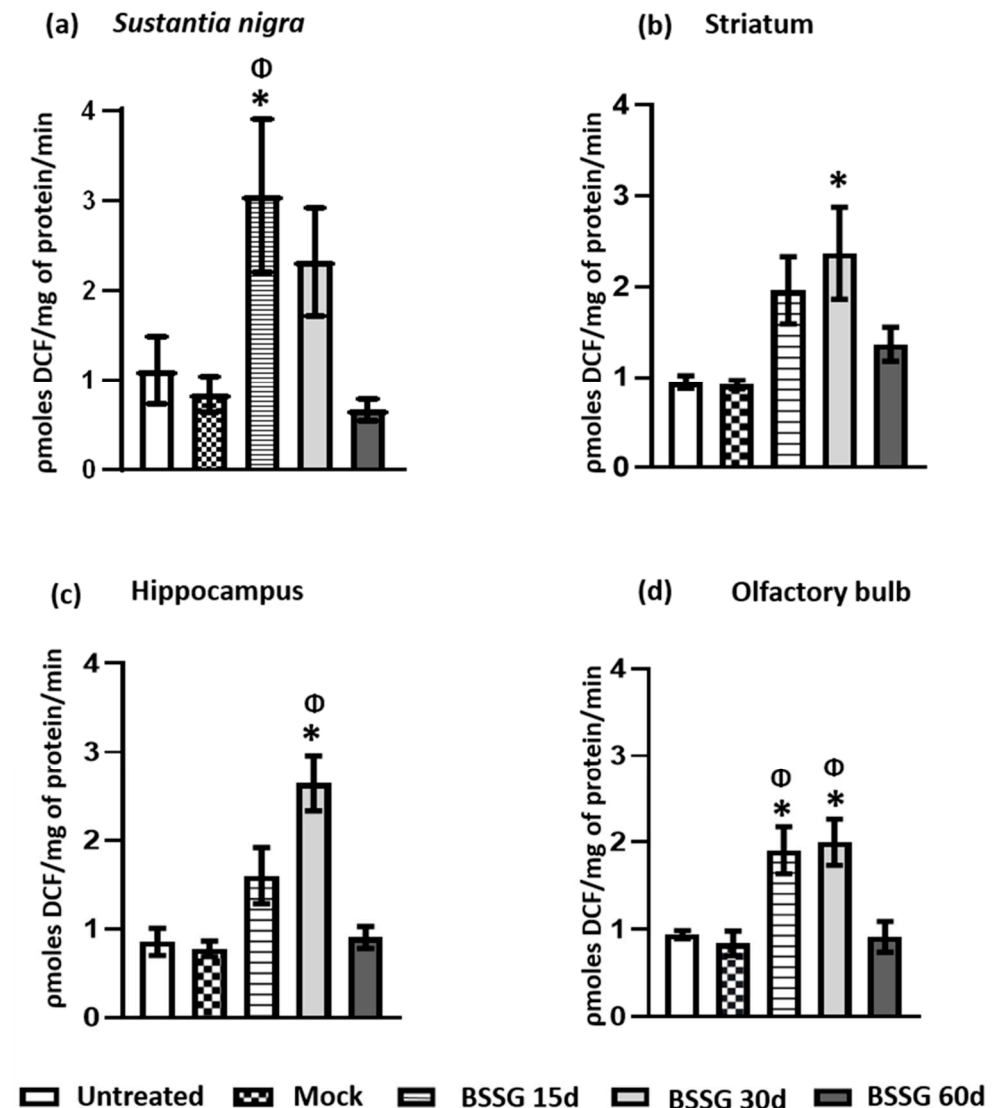 (a) Sustantia nigra
Φ
*
ρmoles DCF/mg of protein/min
4
3
2
1
0
(b) Striatum
*
ρmoles DCF/mg of protein/min
4
3
2
1
0
(c) Hippocampus
Φ
*
ρmoles DCF/mg of protein/min
4
3
2
1
0
(d) Olfactory bulb
Φ Φ
* *
ρmoles DCF/mg of protein/min
4
3
2
1
0
Untreated Mock BSSG 15d BSSG 30d BSSG 60d